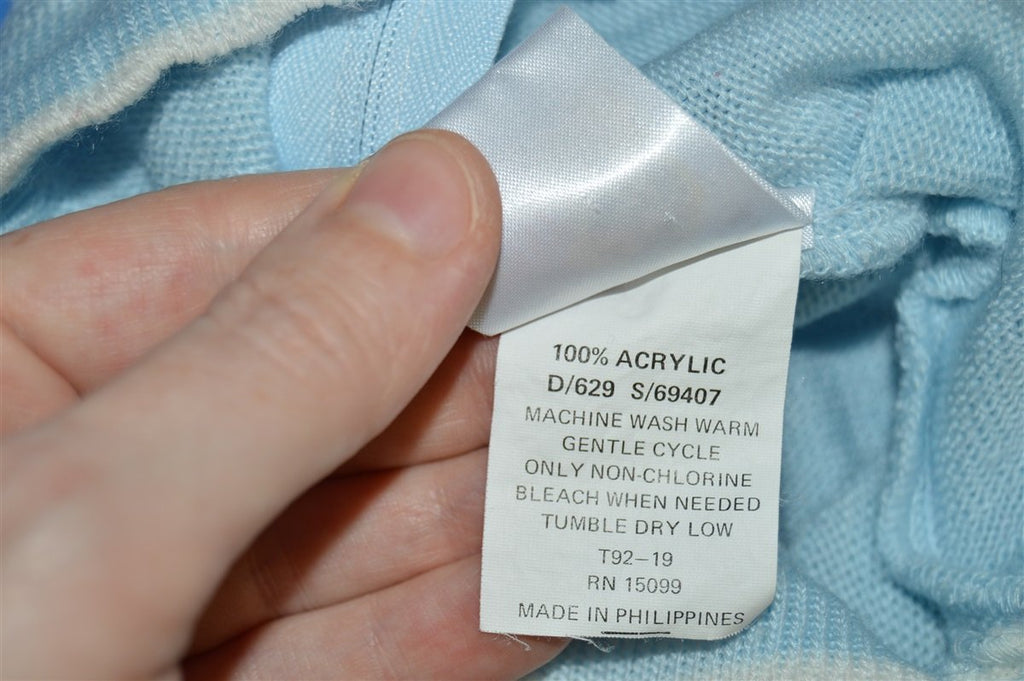 100% ACRYLIC
D/629 S/69407
MACHINE WASH WARM
GENTLE CYCLE
ONLY NON-CHLORINE
BLEACH WHEN NEEDED
TUMBLE DRY LOW
T92-19
RN 15099
MADE IN PHILIPPINES